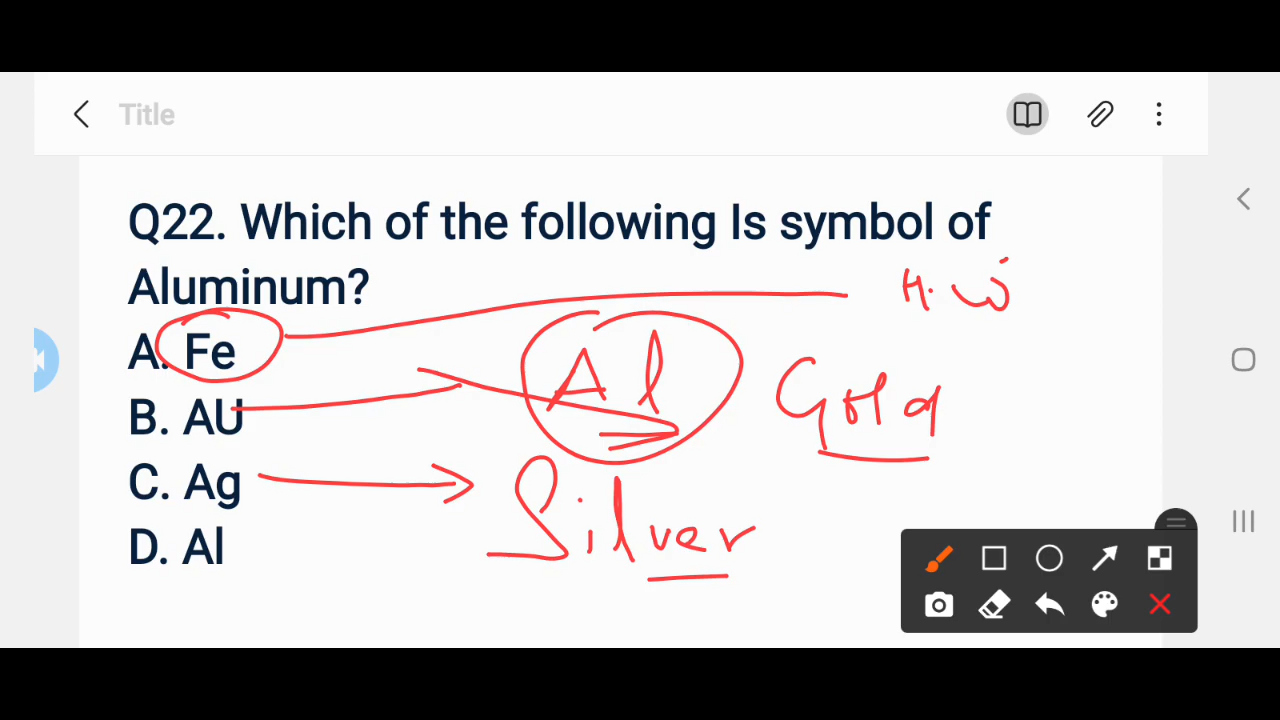 Title
Q22. Which of the following Is symbol of
Aluminum?
H.W
A. Fe
Al
Gold
B. AU
C. Ag
Silver
D. Al